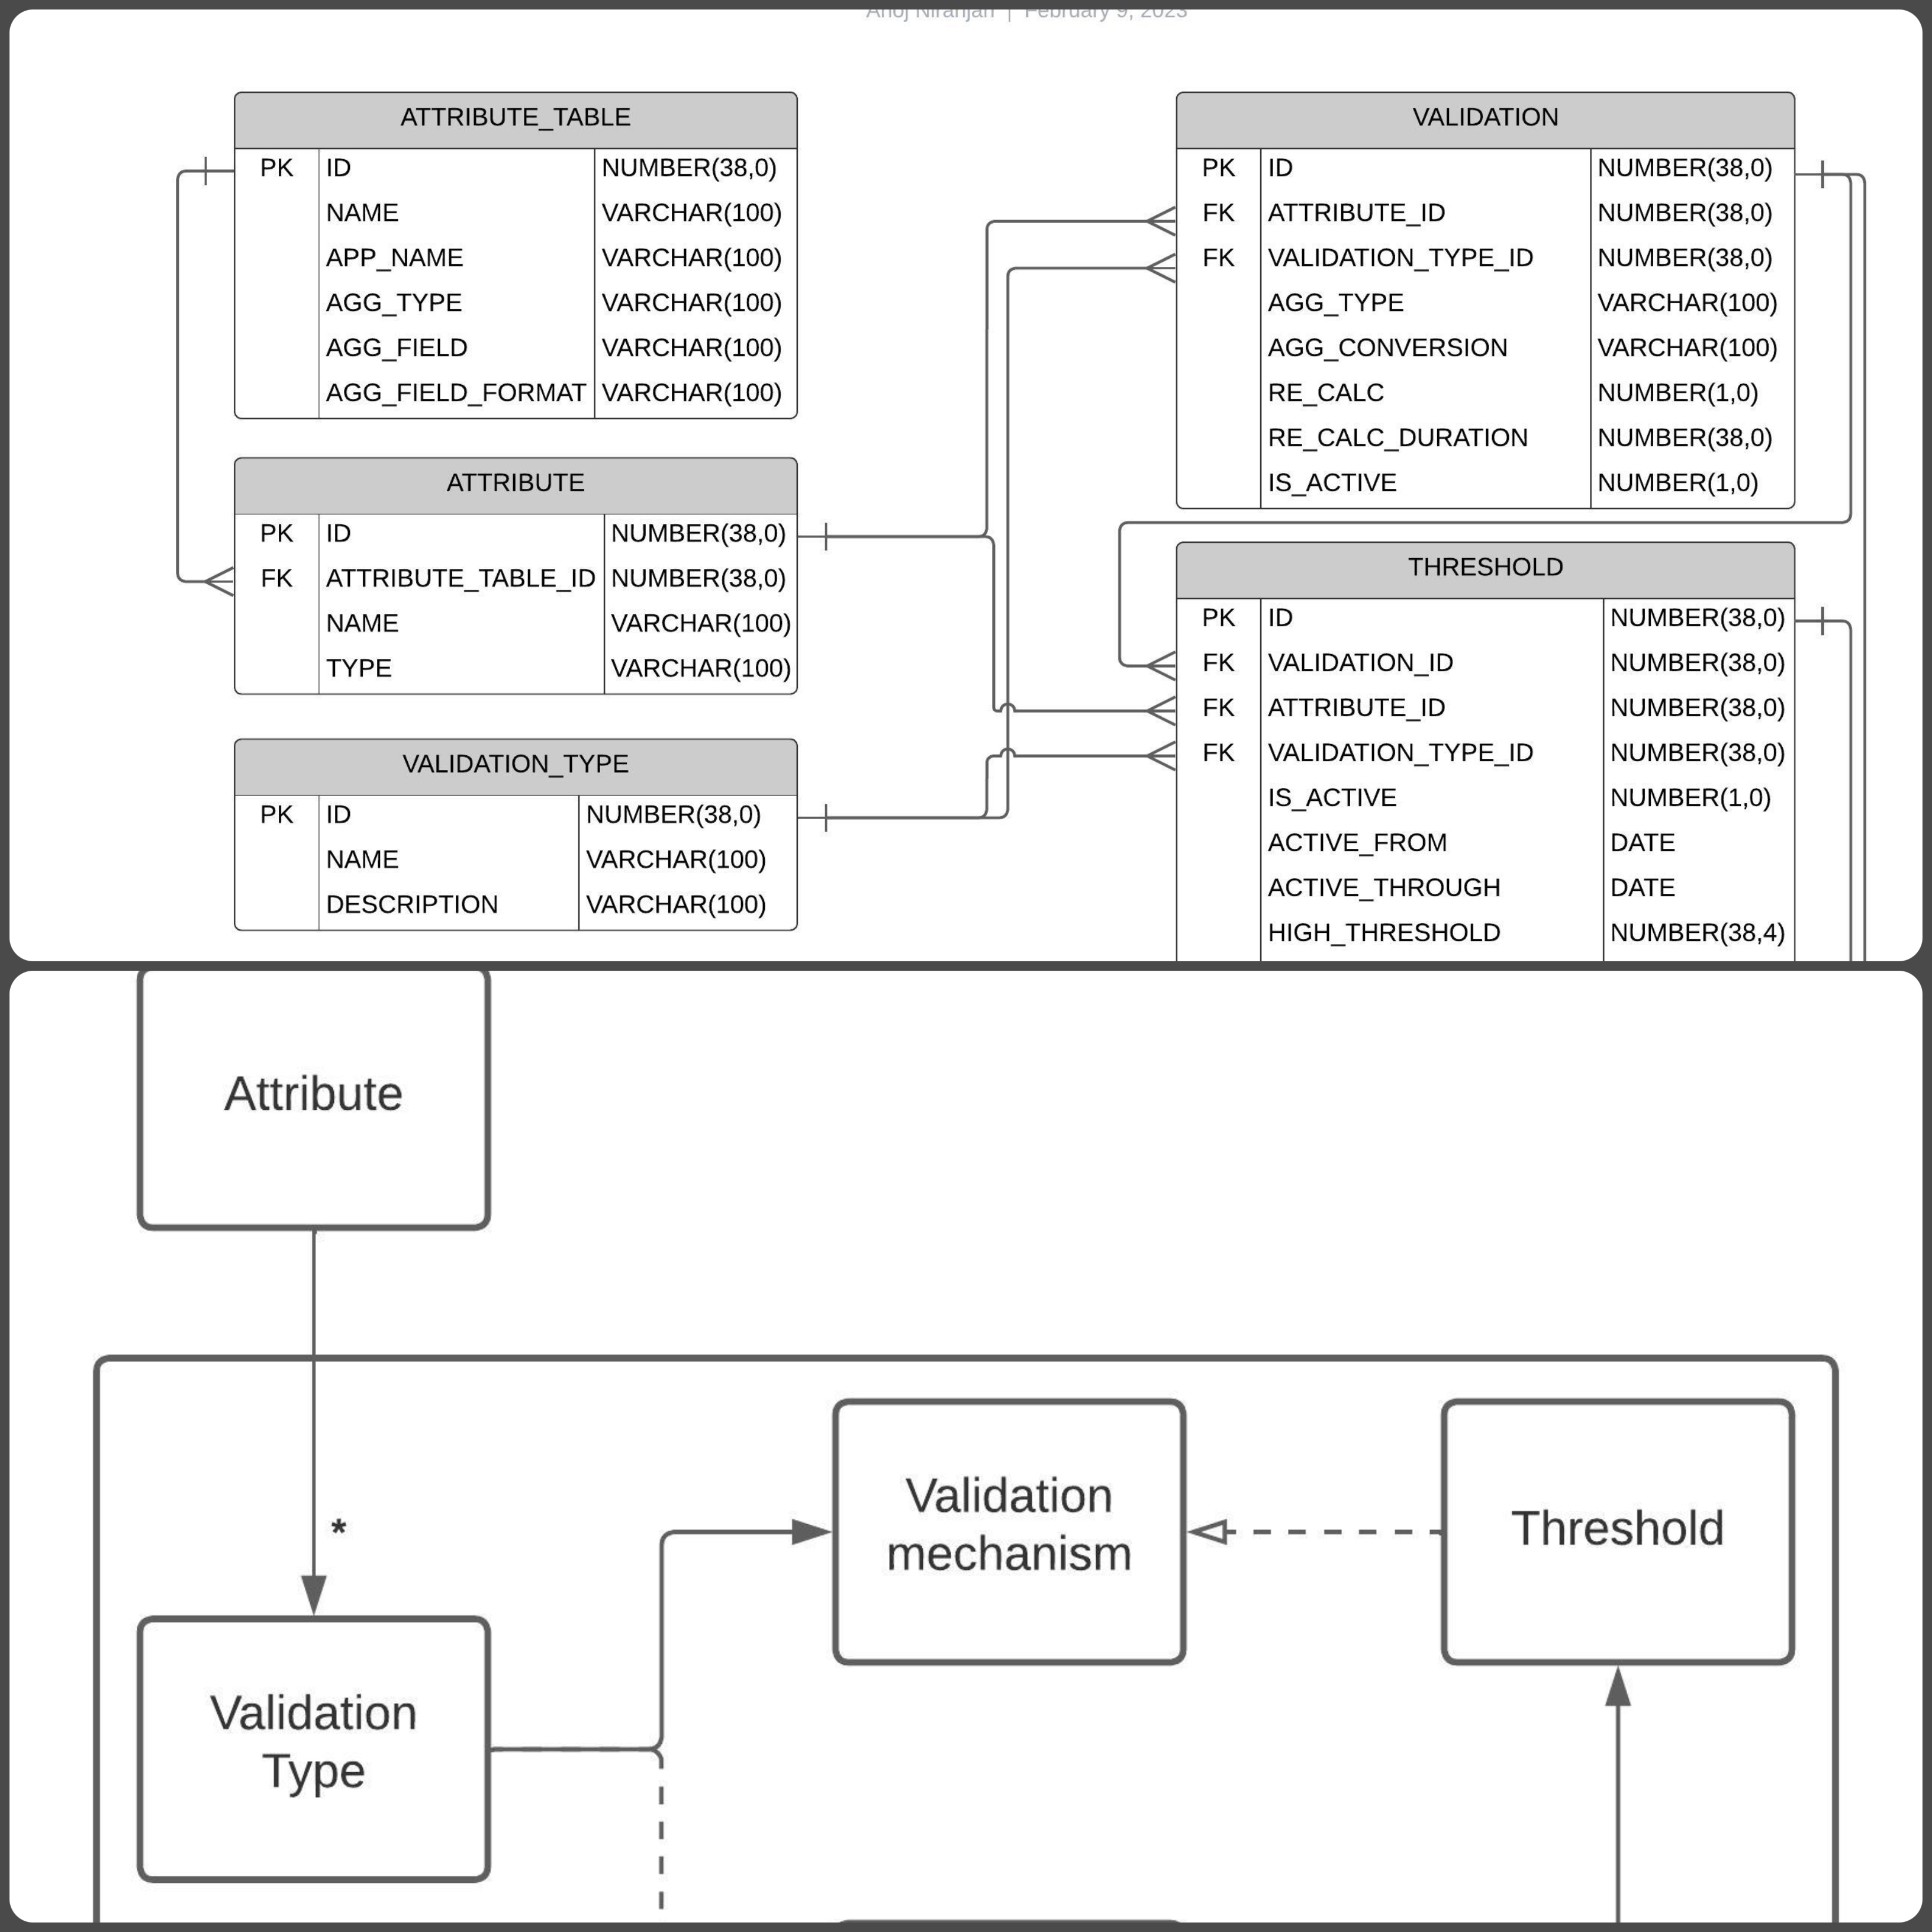 Anoj Niranjan | February 9, 2023
ATTRIBUTE_TABLE
PK ID NUMBER(38,0)
NAME VARCHAR(100)
APP_NAME VARCHAR(100)
AGG_TYPE VARCHAR(100)
AGG_FIELD VARCHAR(100)
AGG_FIELD_FORMAT VARCHAR(100)
ATTRIBUTE
PK ID NUMBER(38,0)
FK ATTRIBUTE_TABLE_ID NUMBER(38,0)
NAME VARCHAR(100)
TYPE VARCHAR(100)
VALIDATION_TYPE
PK ID NUMBER(38,0)
NAME VARCHAR(100)
DESCRIPTION VARCHAR(100)
VALIDATION
PK ID NUMBER(38,0)
FK ATTRIBUTE_ID NUMBER(38,0)
FK VALIDATION_TYPE_ID NUMBER(38,0)
AGG_TYPE VARCHAR(100)
AGG_CONVERSION VARCHAR(100)
RE_CALC NUMBER(1,0)
RE_CALC_DURATION NUMBER(38,0)
IS_ACTIVE NUMBER(1,0)
THRESHOLD
PK ID NUMBER(38,0)
FK VALIDATION_ID NUMBER(38,0)
FK ATTRIBUTE_ID NUMBER(38,0)
FK VALIDATION_TYPE_ID NUMBER(38,0)
IS_ACTIVE NUMBER(1,0)
ACTIVE_FROM DATE
ACTIVE_THROUGH DATE
HIGH_THRESHOLD NUMBER(38,4)
Attribute
*
Validation
Type
Validation
mechanism
Threshold